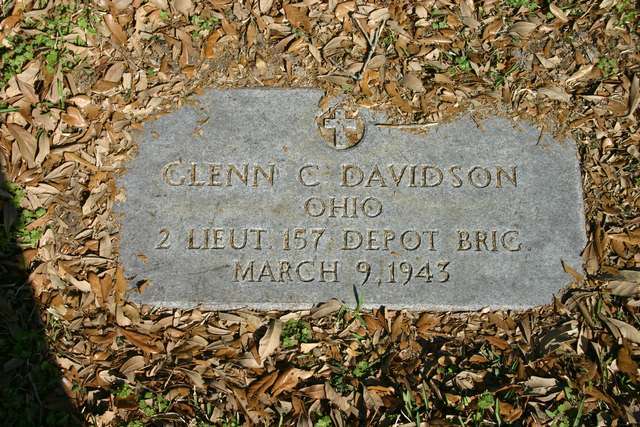 GLENN C DAVIDSON
OHIO
2 LIEUT. 157 DEPOT BRIG.
MARCH 9, 1943